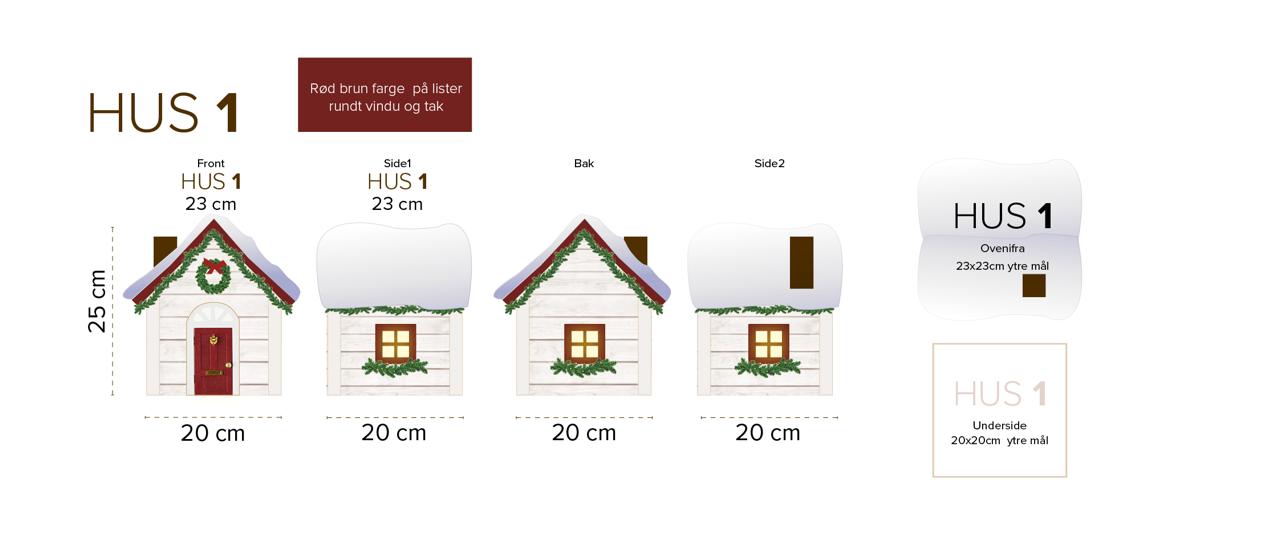 HUS 1
Rød brun farge  på lister
rundt vindu og tak
Front
HUS 1
23 cm
Side1
HUS 1
23 cm
Bak
Side2
25 cm
20 cm
20 cm
20 cm
20 cm
HUS 1
Ovenifra
23x23cm ytre mål
HUS 1
Underside
20x20cm  ytre mål